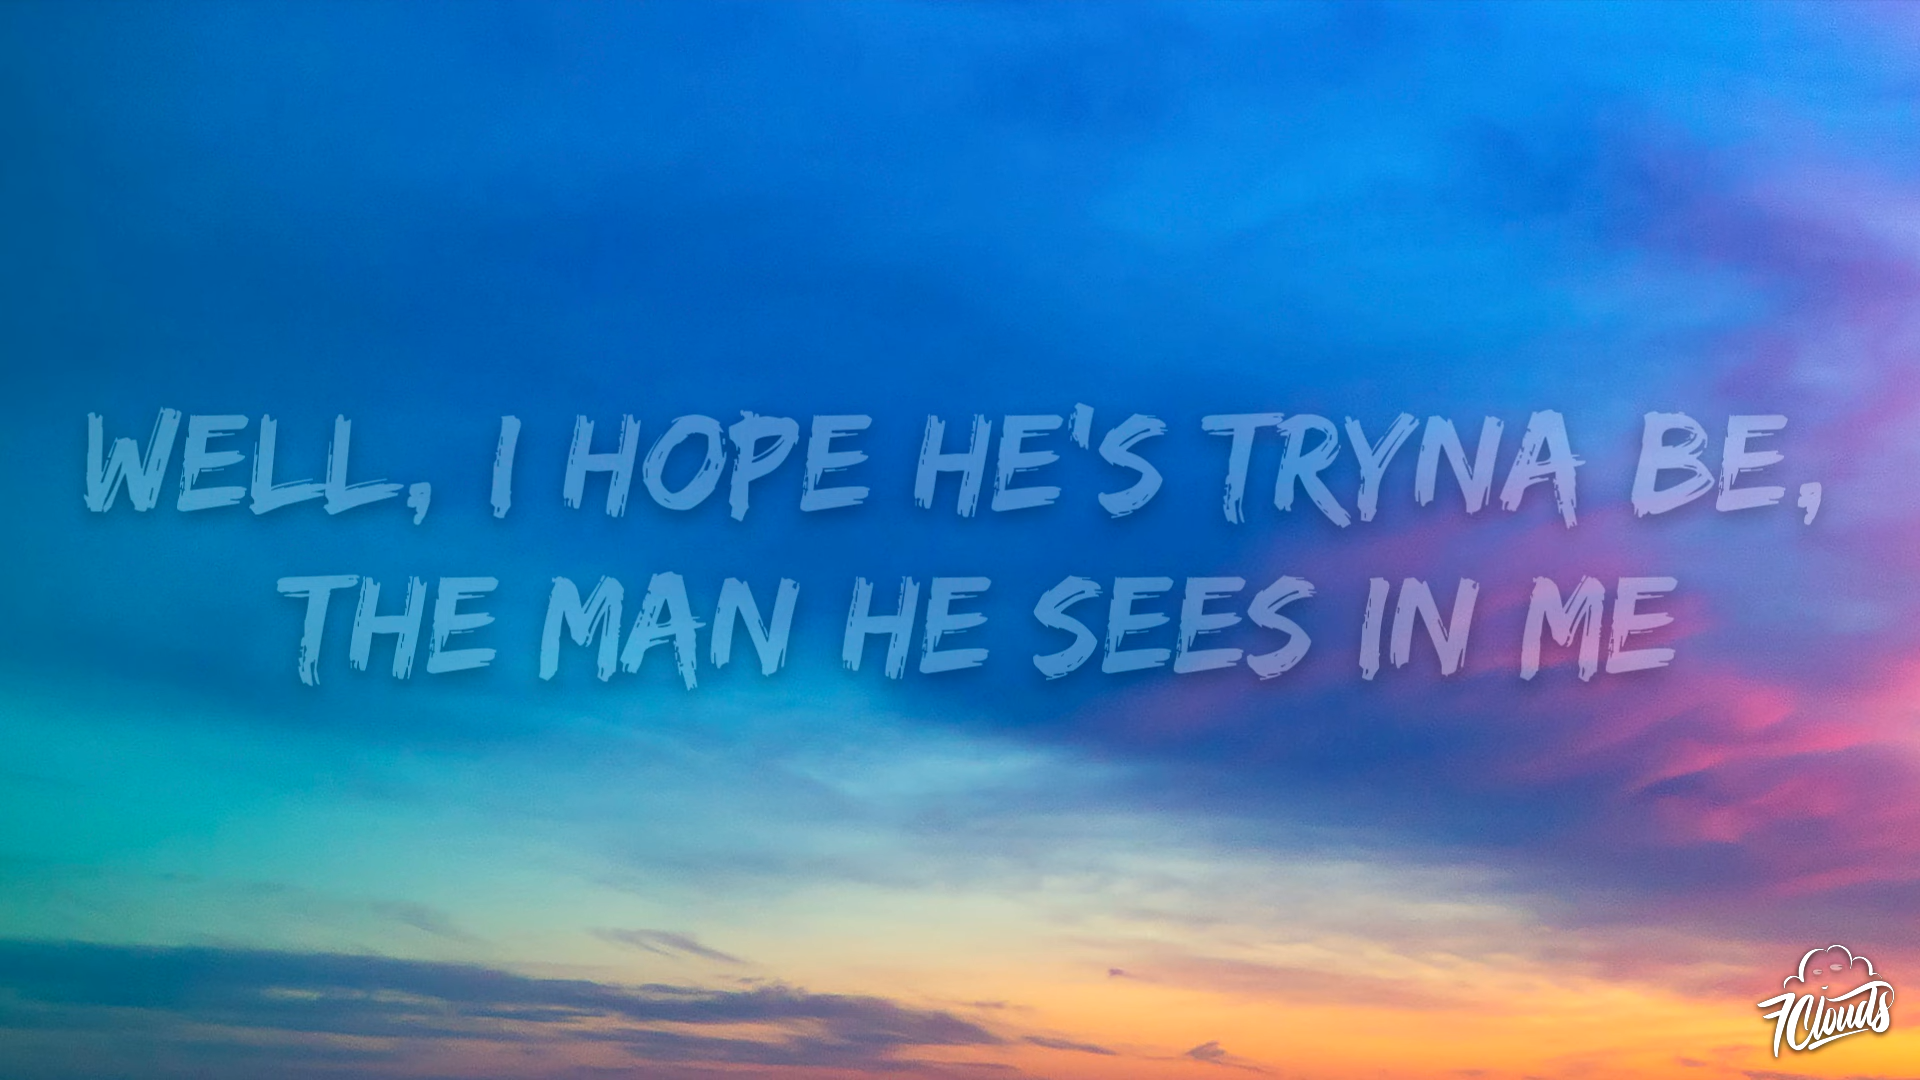 WELL, I HOPE HE'S TRYNA BE,
THE MAN HE SEES IN ME
7Clouds